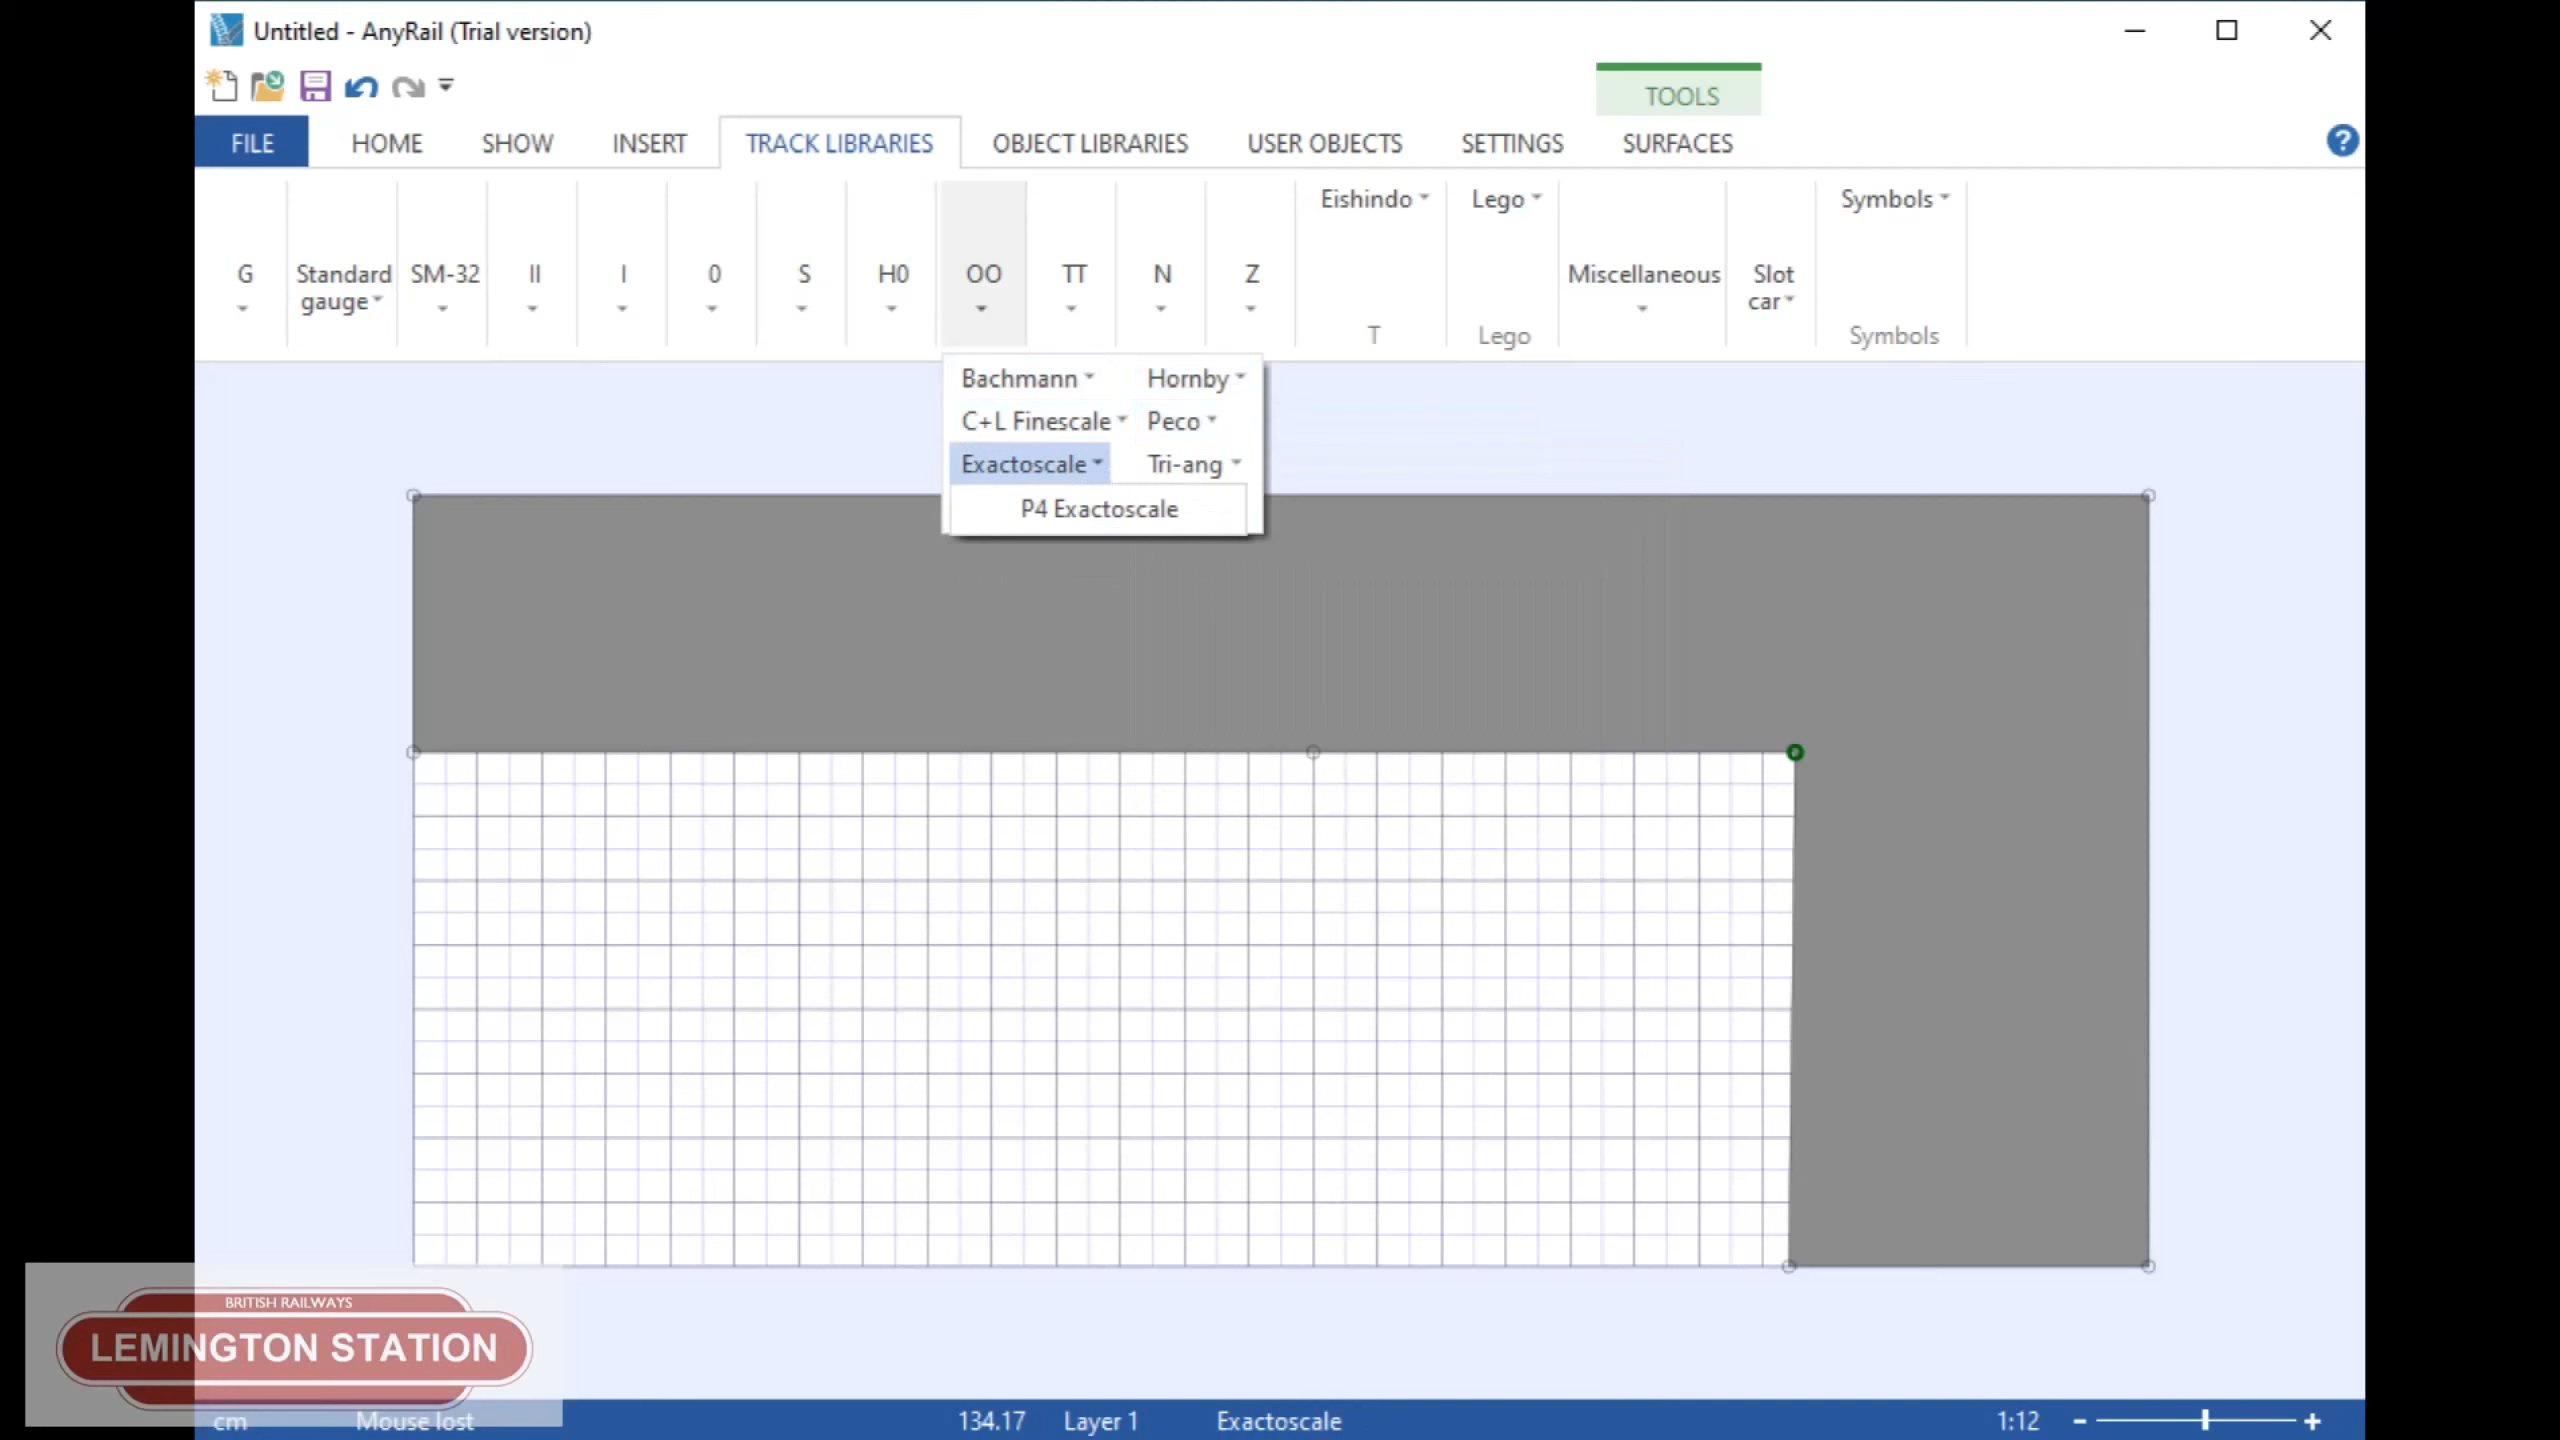 Untitled - AnyRail (Trial version)
TOOLS
FILE HOME SHOW INSERT TRACK LIBRARIES OBJECT LIBRARIES USER OBJECTS SETTINGS SURFACES ?
Eishindo Lego Symbols
G Standard gauge SM-32 II I 0 S H0 OO TT N Z Miscellaneous Slot car
T Lego Symbols
Bachmann Hornby
C+L Finescale Peco
Exactoscale Tri-ang
P4 Exactoscale
BRITISH RAILWAYS
LEMINGTON STATION
cm Mouse lost 134.17 Layer 1 Exactoscale 1:12 - +